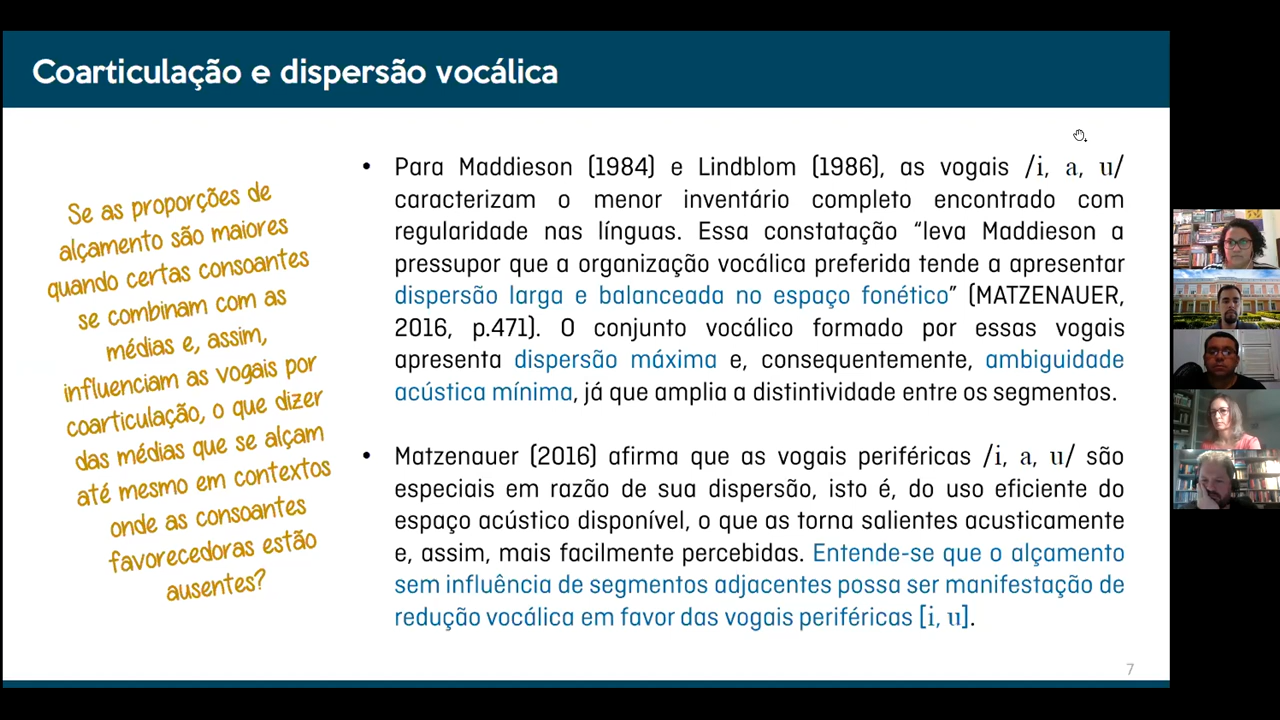 Coarticulação e dispersão vocálica
Se as proporções de
alçamento são maiores
quando certas consoantes
se combinam com as
médias e, assim,
influenciam as vogais por
coarticulação, o que dizer
das médias que se alçam
até mesmo em contextos
onde as consoantes
favorecedoras estão
ausentes?
• Para Maddieson (1984) e Lindblom (1986), as vogais /i, a, u/
caracterizam o menor inventário completo encontrado com
regularidade nas línguas. Essa constatação “leva Maddieson a
pressupor que a organização vocálica preferida tende a apresentar
dispersão larga e balanceada no espaço fonético” (MATZENAUER,
2016, p.471). O conjunto vocálico formado por essas vogais
apresenta dispersão máxima e, consequentemente, ambiguidade
acústica mínima, já que amplia a distintividade entre os segmentos.
• Matzenauer (2016) afirma que as vogais periféricas /i, a, u/ são
especiais em razão de sua dispersão, isto é, do uso eficiente do
espaço acústico disponível, o que as torna salientes acusticamente
e, assim, mais facilmente percebidas. Entende-se que o alçamento
sem influência de segmentos adjacentes possa ser manifestação de
redução vocálica em favor das vogais periféricas [i, u].
7